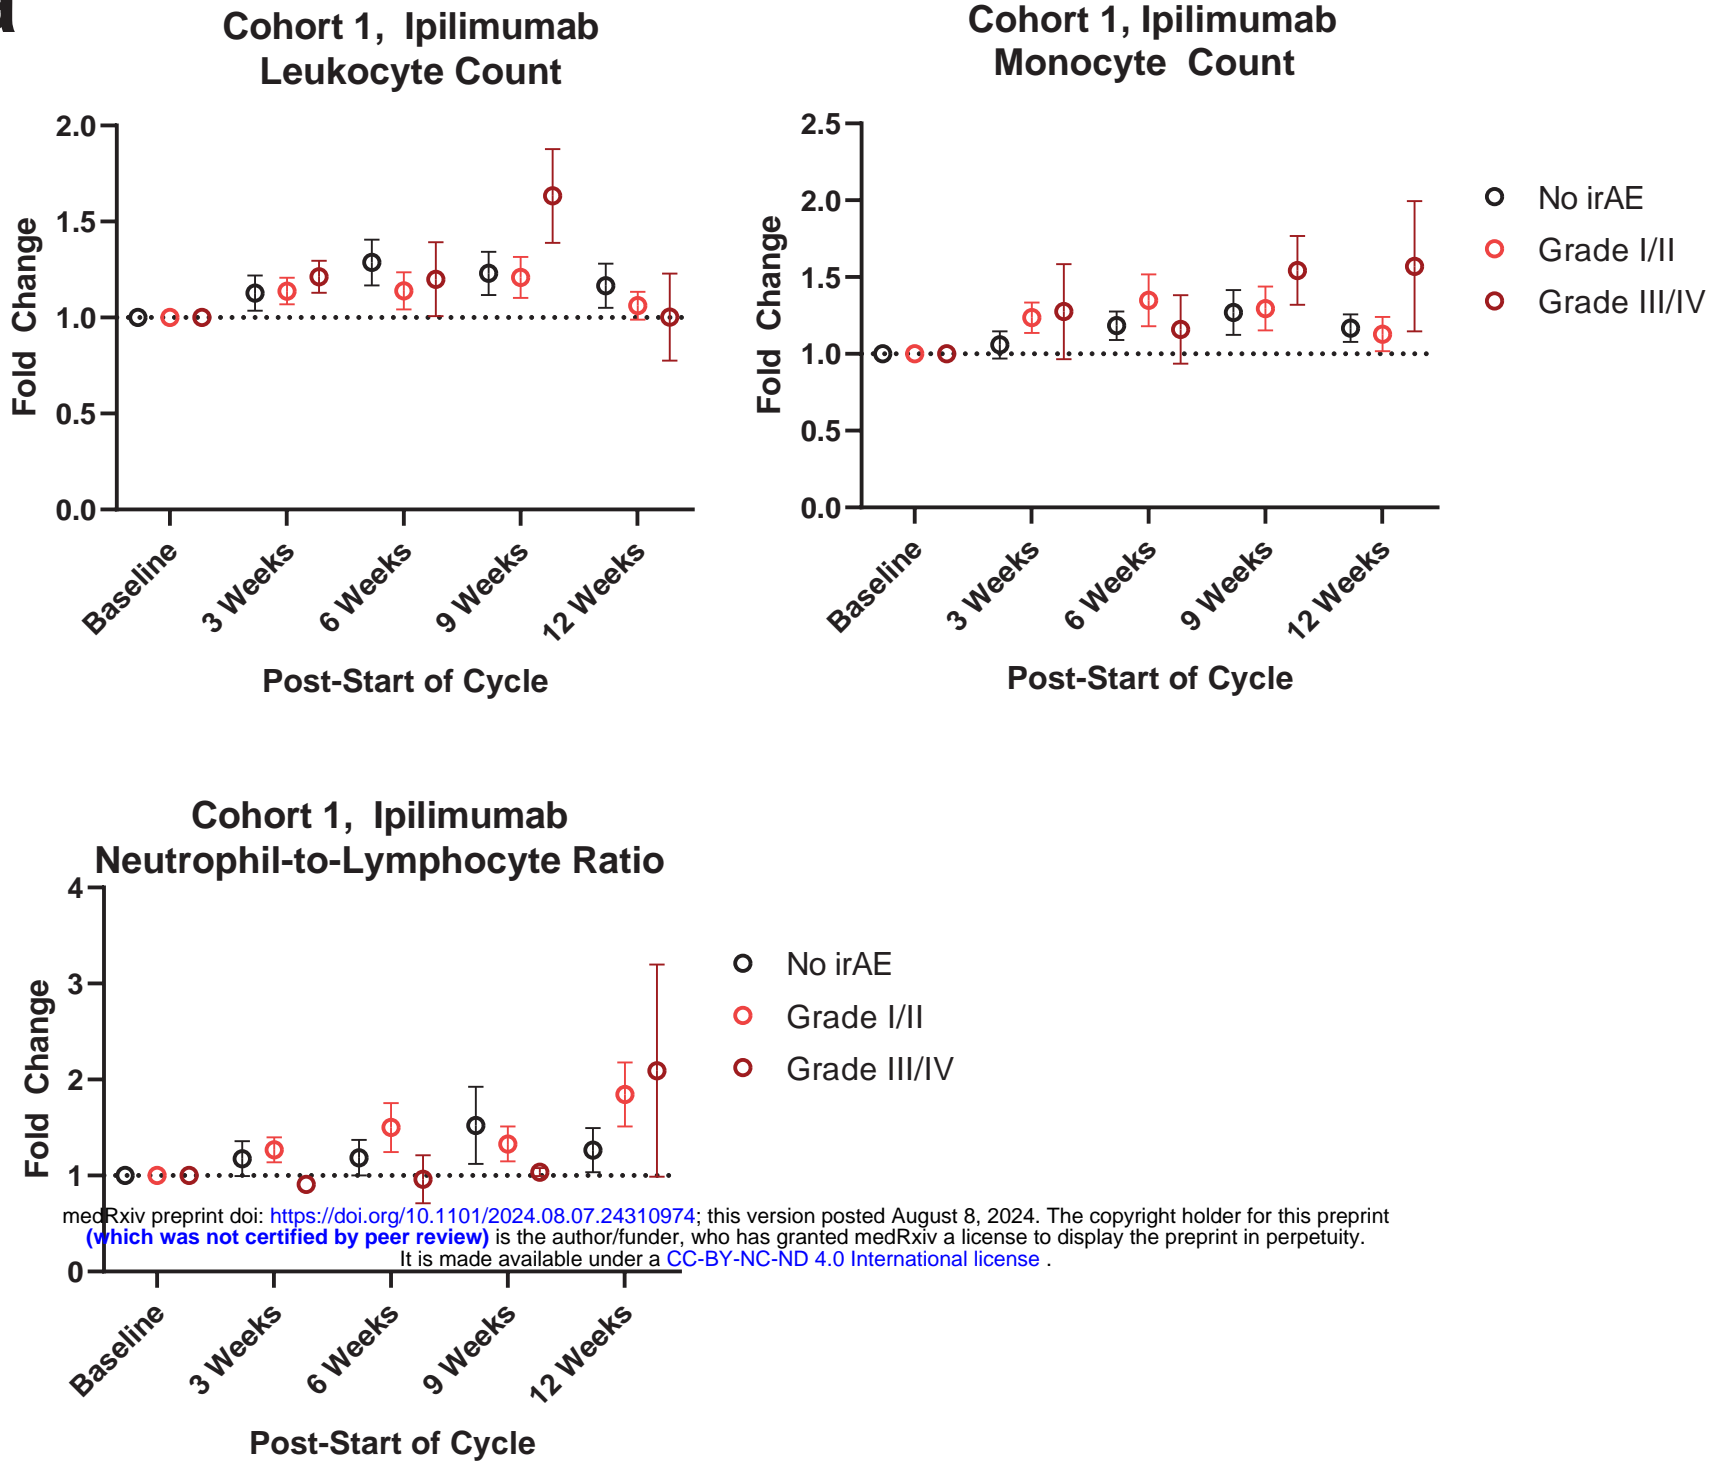 Cohort 1, Ipilimumab
Leukocyte Count
2.0
1.5
1.0
0.5
0.0
Fold Change
Baseline
3 Weeks
6 Weeks
9 Weeks
12 Weeks
Post-Start of Cycle
Cohort 1, Ipilimumab
Monocyte Count
2.5
2.0
1.5
1.0
0.5
0.0
Fold Change
Baseline
3 Weeks
6 Weeks
9 Weeks
12 Weeks
Post-Start of Cycle
No irAE
Grade I/II
Grade III/IV
Cohort 1, Ipilimumab
Neutrophil-to-Lymphocyte Ratio
4
3
2
1
0
Fold Change
Baseline
3 Weeks
6 Weeks
9 Weeks
12 Weeks
Post-Start of Cycle
No irAE
Grade I/II
Grade III/IV
medRxiv preprint doi: https://doi.org/10.1101/2024.08.07.24310974; this version posted August 8, 2024. The copyright holder for this preprint
(which was not certified by peer review) is the author/funder, who has granted medRxiv a license to display the preprint in perpetuity.
It is made available under a CC-BY-NC-ND 4.0 International license .